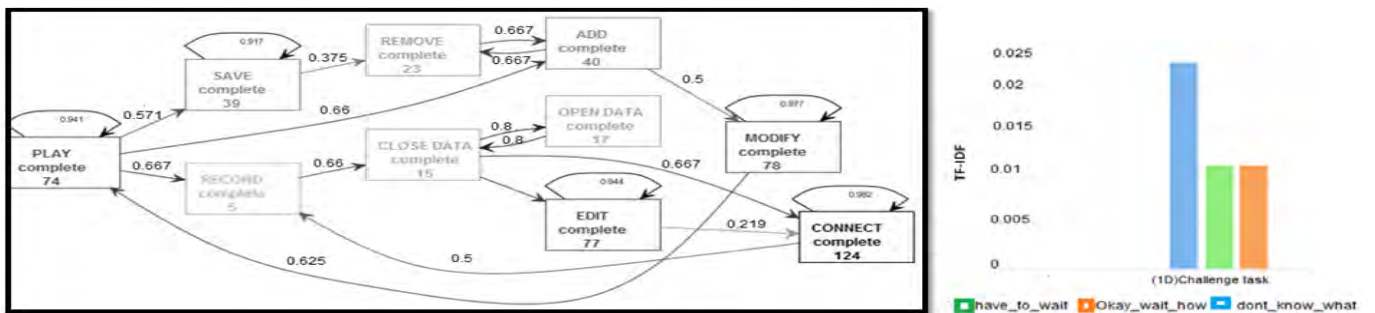 0.917
SAVE
complete
39
0.375
REMOVE
complete
23
0.667
0.667
ADD
complete
40
0.5
0.941
PLAY
complete
74
0.571
0.66
0.667
RECORD
complete
5
0.66
CLOSE DATA
complete
15
0.8
0.8
OPEN DATA
complete
17
0.667
MODIFY
complete
78
EDIT
complete
77
0.219
CONNECT
complete
124
0.5
0.625
TF-IDF
0.025
0.02
0.015
0.01
0.005
0
(1D)Challenge task
have_to_wait
Okay_wait_how
dont_know_what